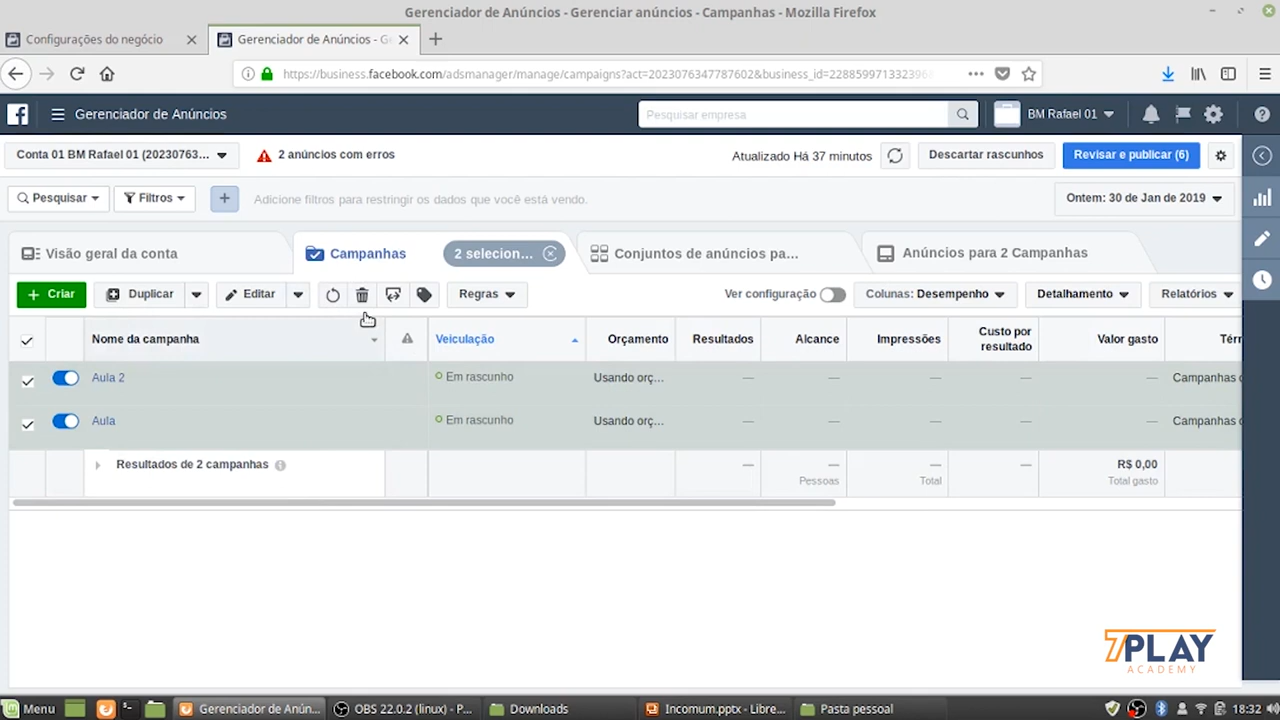 Gerenciador de Anúncios - Gerenciar anúncios - Campanhas - Mozilla Firefox
Configurações do negócio
Gerenciador de Anúncios - Ge
https://business.facebook.com/adsmanager/manage/campaigns?act=2023076347787602&business_id=2288599713323964
Gerenciador de Anúncios
Pesquisar empresa
BM Rafael 01
Conta 01 BM Rafael 01 (20230763...
2 anúncios com erros
Atualizado Há 37 minutos
Descartar rascunhos
Revisar e publicar (6)
Pesquisar
Filtros
Adicione filtros para restringir os dados que você está vendo.
Ontem: 30 de Jan de 2019
Visão geral da conta
Campanhas
2 selecion...
Conjuntos de anúncios pa...
Anúncios para 2 Campanhas
+ Criar
Duplicar
Editar
Regras
Ver configuração
Colunas: Desempenho
Detalhamento
Relatórios
Nome da campanha
Veiculação
Orçamento
Resultados
Alcance
Impressões
Custo por
resultado
Valor gasto
Térr
Aula 2
Em rascunho
Usando orç...
—
—
—
—
—
Campanhas c
Aula
Em rascunho
Usando orç...
—
—
—
—
—
Campanhas c
Resultados de 2 campanhas
—
—
Pessoas
—
Total
—
R$ 0,00
Total gasto
7PLAY
ACADEMY
Menu
Gerenciador de Anún...
OBS 22.0.2 (linux) - P...
Downloads
Incomum.pptx - Libre...
Pasta pessoal
18:32